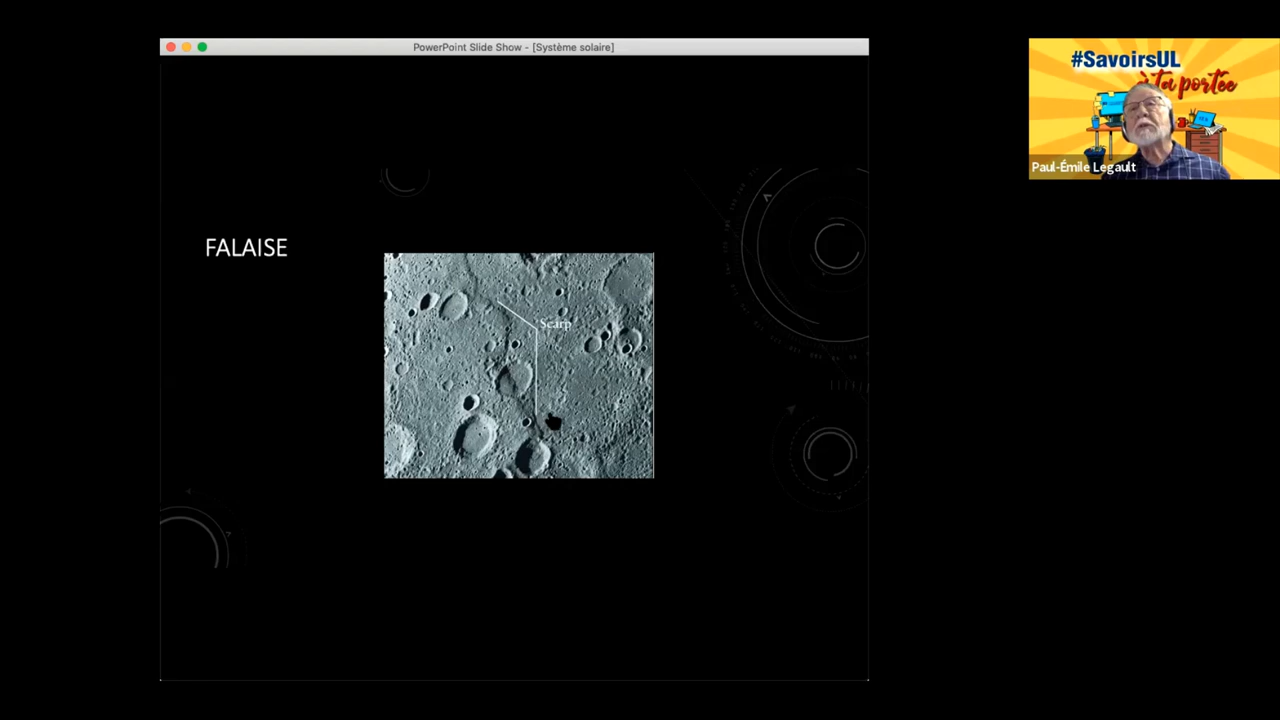 PowerPoint Slide Show - [Système solaire]
#SavoirsUL
à ta portée
Paul-Émile Legault
FALAISE
Scarp